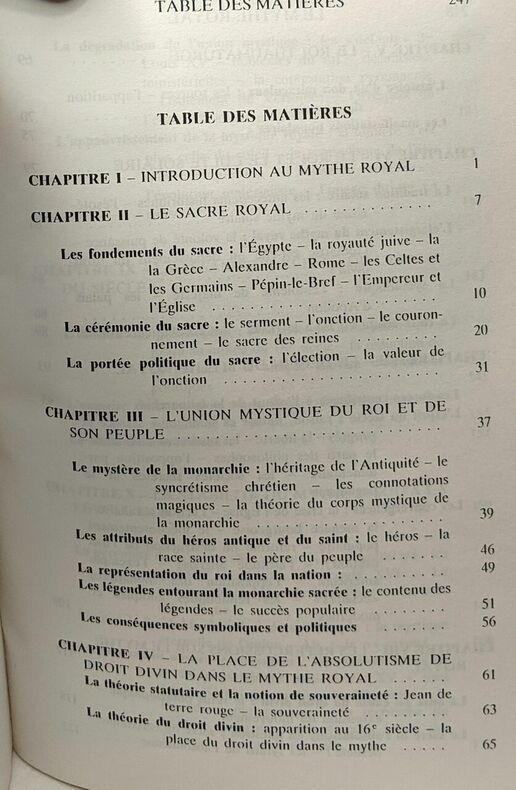 TABLE DES MATIÈRES 247
TABLE DES MATIÈRES
CHAPITRE I – INTRODUCTION AU MYTHE ROYAL 1
CHAPITRE II – LE SACRE ROYAL . . . . . . . . . . . . . . 7
Les fondements du sacre : l'Égypte – la royauté juive – la
la Grèce – Alexandre – Rome – les Celtes et
les Germains – Pépin-le-Bref – l'Empereur et
l'Église . . . . . . . . . . . . . . . . . . . . . . . 10
La cérémonie du sacre : le serment – l'onction – le couron-
nement – le sacre des reines . . . . . . . . . . 20
La portée politique du sacre : l'élection – la valeur de
l'onction . . . . . . . . . . . . . . . . . . . . . . 31
CHAPITRE III – L'UNION MYSTIQUE DU ROI ET DE
SON PEUPLE . . . . . . . . . . . . . . . . . . . . . . . . . . . 37
Le mystère de la monarchie : l'héritage de l'Antiquité – le
syncrétisme chrétien – les connotations
magiques – la théorie du corps mystique de
la monarchie . . . . . . . . . . . . . . . . . . . 39
Les attributs du héros antique et du saint : le héros – la
race sainte – le père du peuple . . . . . . . 46
La représentation du roi dans la nation : . . . . . . . . . . 49
Les légendes entourant la monarchie sacrée : le contenu des
légendes – le succès populaire . . . . . . . . 51
Les conséquences symboliques et politiques . . . . . . . . 56
CHAPITRE IV – LA PLACE DE L'ABSOLUTISME DE
DROIT DIVIN DANS LE MYTHE ROYAL . . . . . . 61
La théorie statutaire et la notion de souveraineté : Jean de
terre rouge – la souveraineté . . . . . . . . . 63
La théorie du droit divin : apparition au 16e siècle – la
place du droit divin dans le mythe . . . . . 65